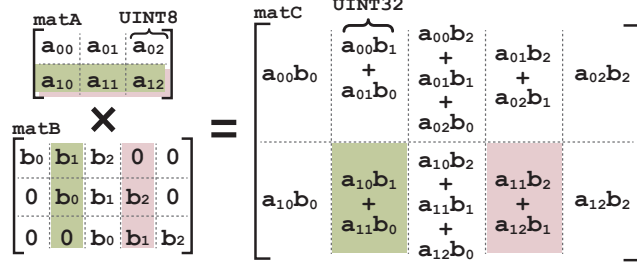 matA UINT8
a₀₀ a₀₁ a₀₂
a₁₀ a₁₁ a₁₂
×
matB
b₀ b₁ b₂ 0 0
0 b₀ b₁ b₂ 0
0 0 b₀ b₁ b₂
=
matC UINT32
a₀₀b₀ a₀₀b₁ + a₀₁b₀ a₀₀b₂ + a₀₁b₁ + a₀₂b₀ a₀₁b₂ + a₀₂b₁ a₀₂b₂
a₁₀b₀ a₁₀b₁ + a₁₁b₀ a₁₀b₂ + a₁₁b₁ + a₁₂b₀ a₁₁b₂ + a₁₂b₁ a₁₂b₂